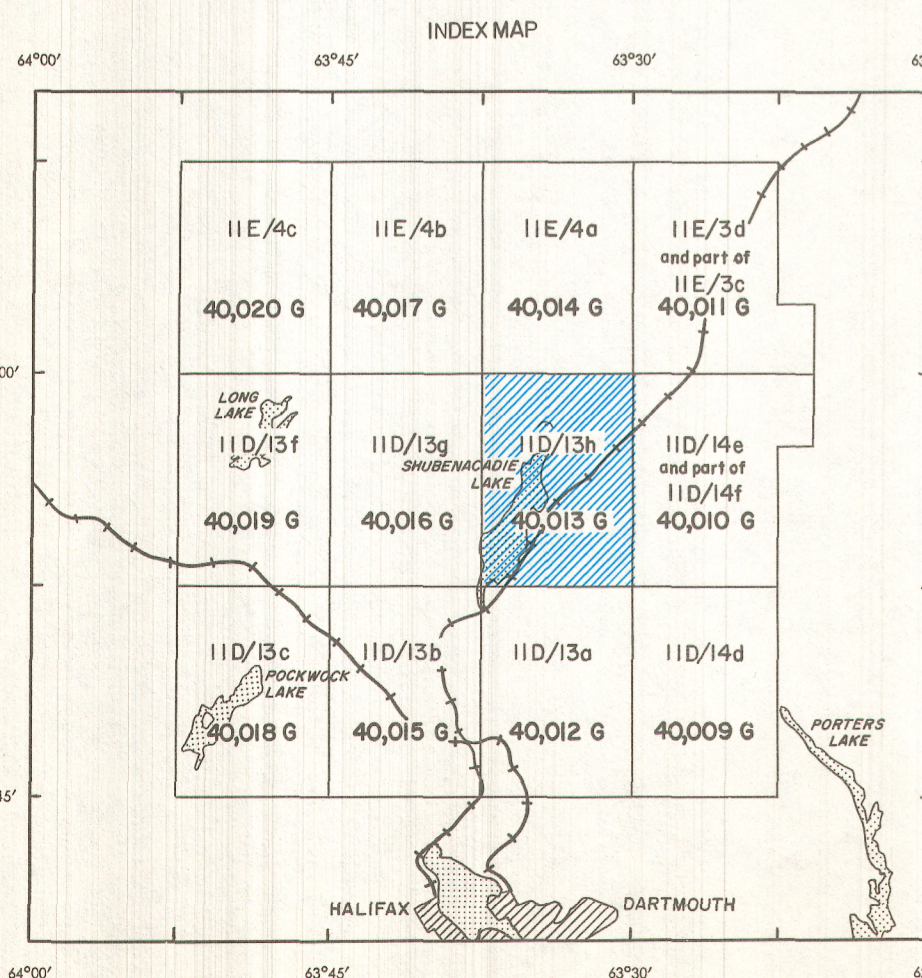 INDEX MAP
64°00′ 63°45′ 63°30′ 63
11E/4c 11E/4b 11E/4a 11E/3d
and part of
11E/3c
40,020 G 40,017 G 40,014 G 40,011 G
00′
LONG
LAKE
11D/13f 11D/13g 11D/13h 11D/14e
SHUBENACADIE
LAKE
and part of
11D/14f
40,019 G 40,016 G 40,013 G 40,010 G
11D/13c 11D/13b 11D/13a 11D/14d
POCKWOCK
LAKE
40,018 G 40,015 G 40,012 G 40,009 G
PORTERS
LAKE
45′
HALIFAX DARTMOUTH
64°00′ 63°45′ 63°30′